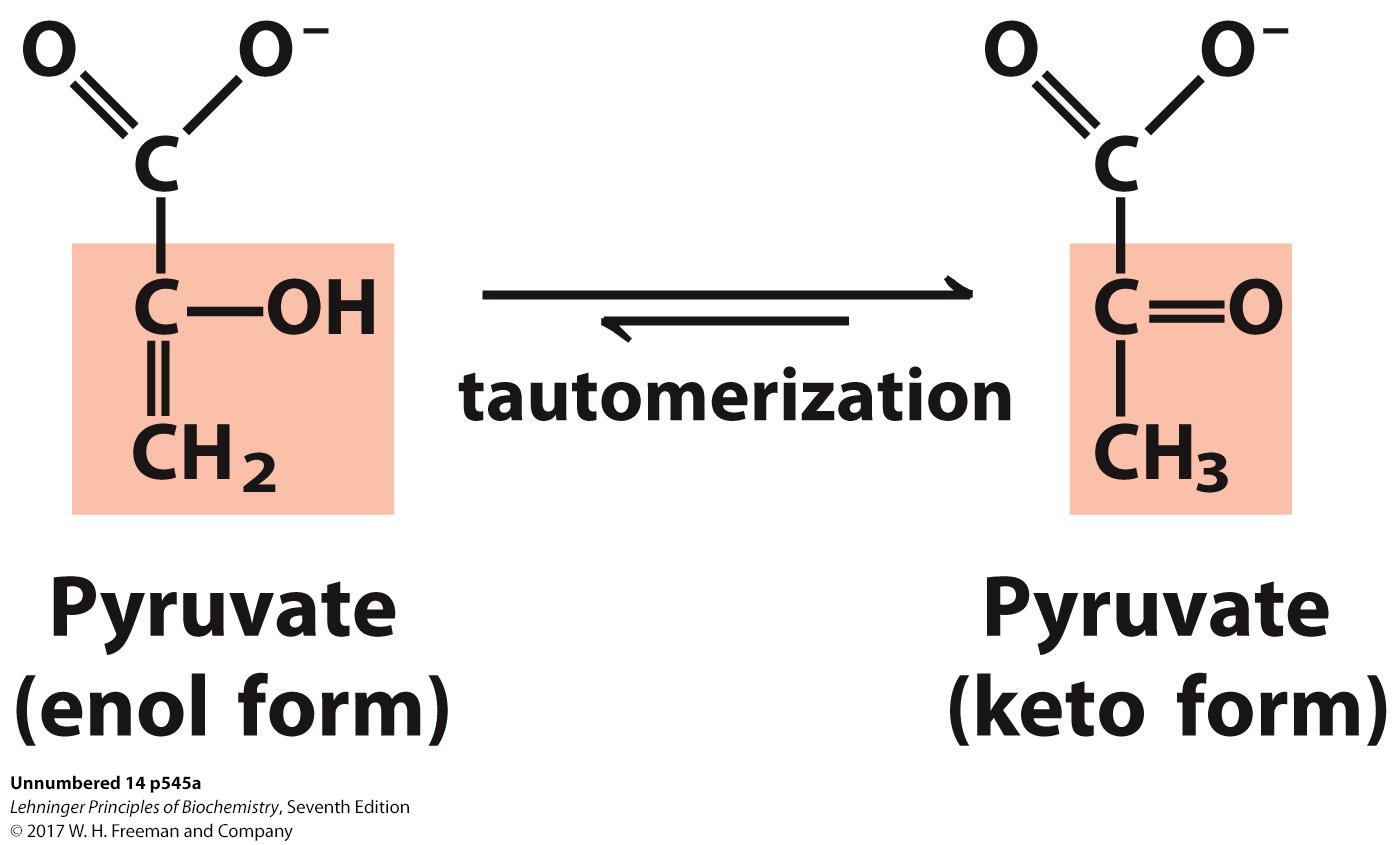 O O– O O–
C C
C OH C O
tautomerization
CH2 CH3
Pyruvate Pyruvate
(enol form) (keto form)
Unnumbered 14 p545a
Lehninger Principles of Biochemistry, Seventh Edition
© 2017 W. H. Freeman and Company